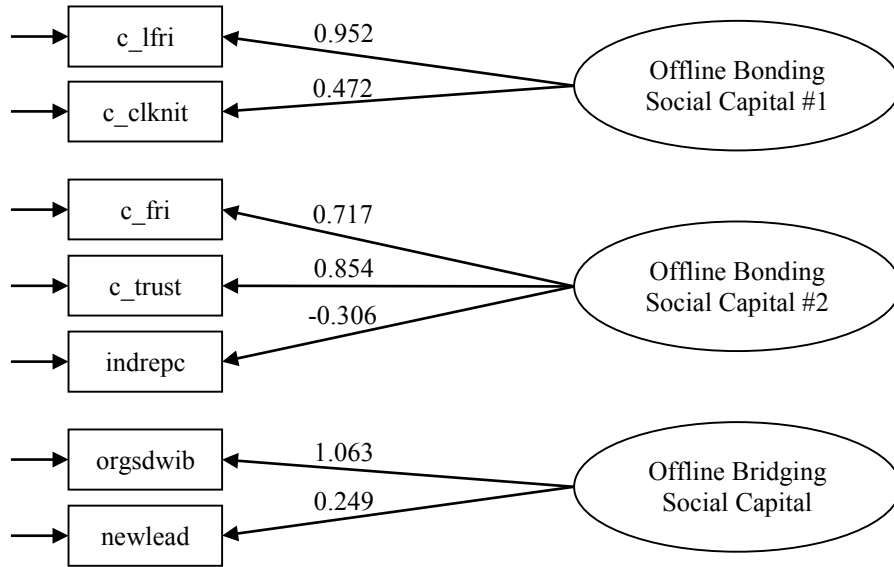 c_lfri
0.952
c_clknit
0.472
Offline Bonding
Social Capital #1
c_fri
0.717
c_trust
0.854
indrepc
-0.306
Offline Bonding
Social Capital #2
orgsdwib
1.063
newlead
0.249
Offline Bridging
Social Capital